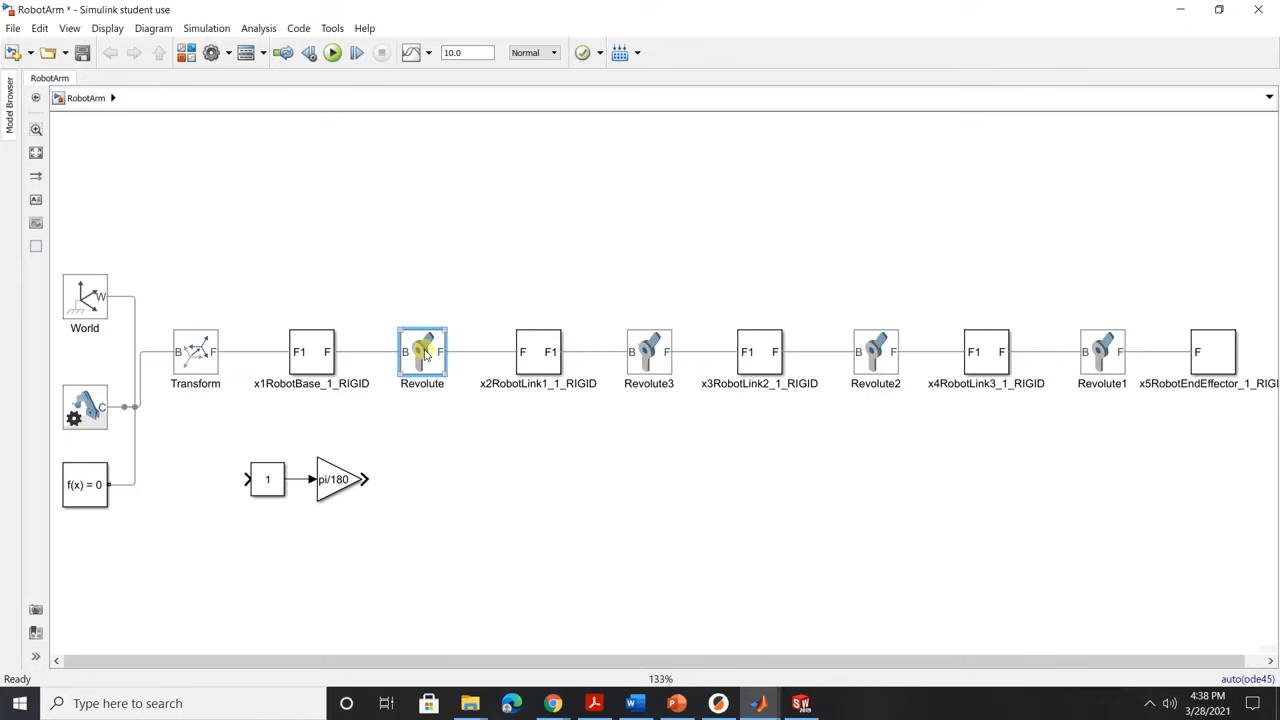 RobotArm * - Simulink student use
File Edit View Display Diagram Simulation Analysis Code Tools Help
10.0 Normal
RobotArm
Model Browser
RobotArm
W
World
C
f(x) = 0
B F
Transform
F1 F
x1RobotBase_1_RIGID
B F
Revolute
F F1
x2RobotLink1_1_RIGID
B F
Revolute3
F1 F
x3RobotLink2_1_RIGID
B F
Revolute2
F1 F
x4RobotLink3_1_RIGID
B F
Revolute1
F
x5RobotEndEffector_1_RIGI
1
pi/180
Ready 133% auto(ode45)
Type here to search
4:38 PM
3/28/2021